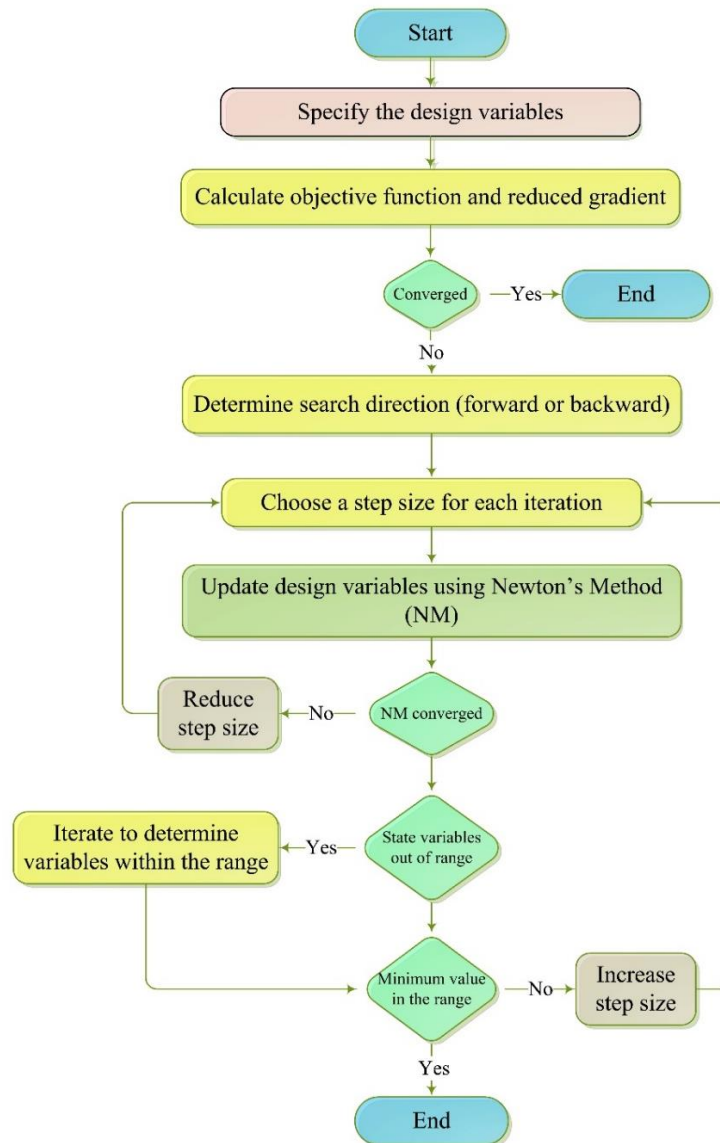 Start
Specify the design variables
Calculate objective function and reduced gradient
Converged
Yes
End
No
Determine search direction (forward or backward)
Choose a step size for each iteration
Update design variables using Newton’s Method
(NM)
Reduce
step size
No
NM converged
Iterate to determine
variables within the range
Yes
State variables
out of range
Minimum value
in the range
No
Increase
step size
Yes
End